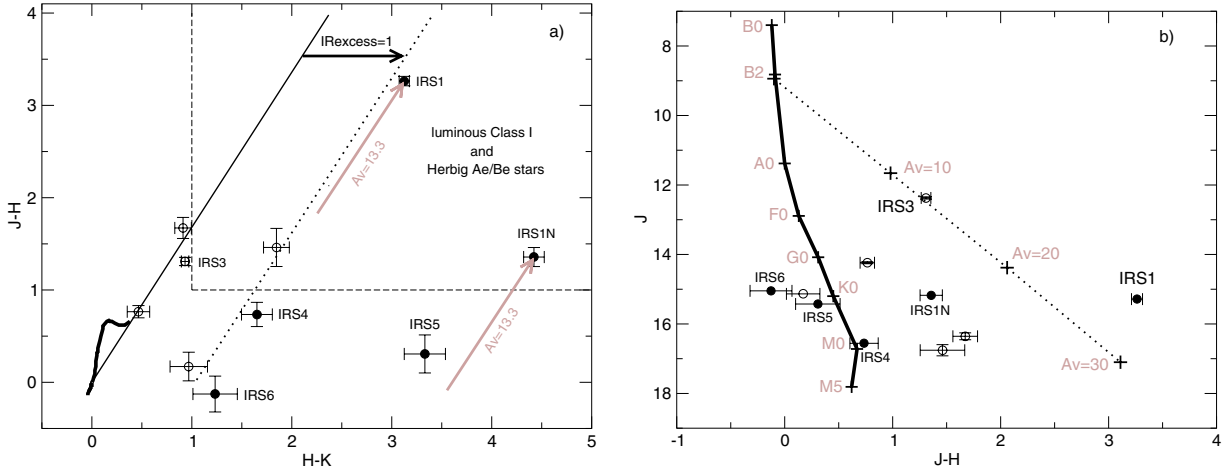 a)
IRexcess=1
IRS1
Av=13.3
luminous Class I
and
Herbig Ae/Be stars
IRS1N
IRS3
IRS4
IRS5
Av=13.3
IRS6
4
3
2
1
0
J-H
0 1 2 3 4 5
H-K
b)
B0
B2
A0
Av=10
IRS3
F0
G0
Av=20
IRS6
K0
IRS1
IRS5
IRS1N
M0
IRS4
Av=30
M5
8
10
12
14
16
18
J
-1 0 1 2 3 4
J-H